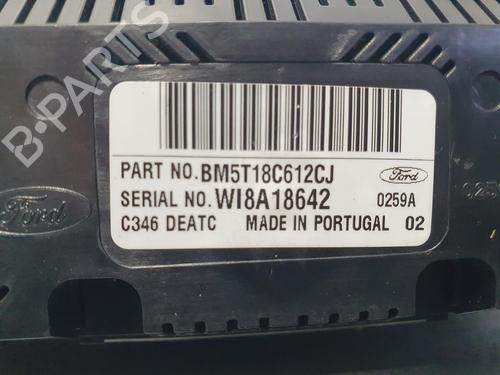 B-PARTS
PART NO. BM5T18C612CJ
Ford
SERIAL NO. WI8A18642
0259A
C346 DEATC MADE IN PORTUGAL 02
Ford